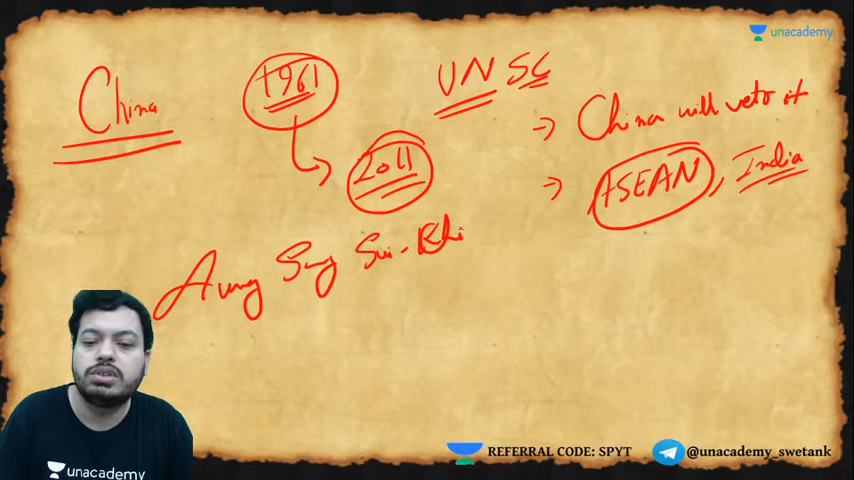 unacademy
China
1961
UNSC
→ China will veto it
2011
→ ASEAN, India
Aung Sang Sui-Khi
unacademy
REFERRAL CODE: SPYT
@unacademy_swetank